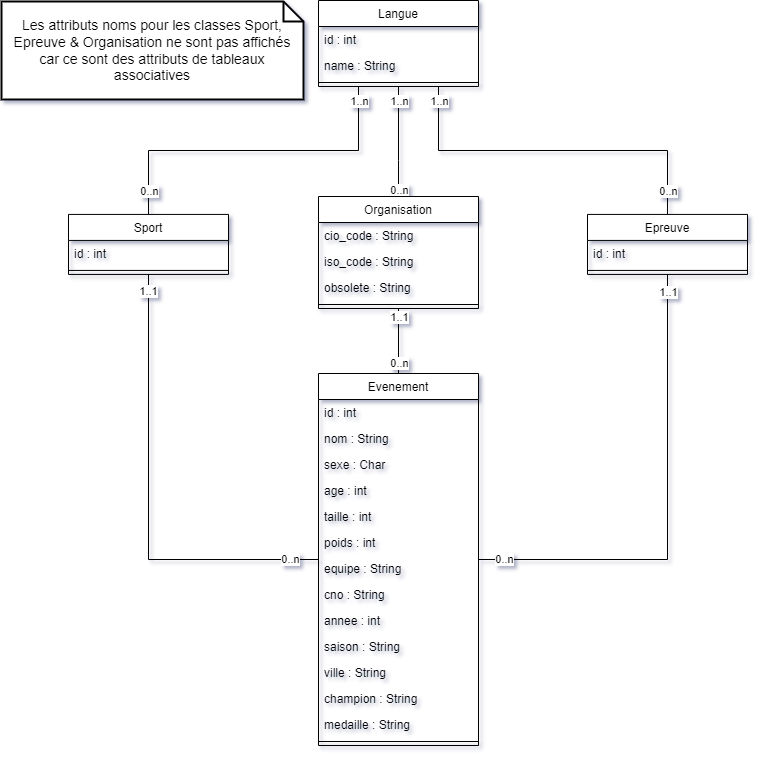 Les attributs noms pour les classes Sport,
Epreuve & Organisation ne sont pas affichés
car ce sont des attributs de tableaux
associatives
Langue
id : int
name : String
1..n
1..n
1..n
0..n
0..n
0..n
Sport
id : int
1..1
Organisation
cio_code : String
iso_code : String
obsolete : String
1..1
Epreuve
id : int
1..1
0..n
Evenement
id : int
nom : String
sexe : Char
age : int
taille : int
poids : int
equipe : String
cno : String
annee : int
saison : String
ville : String
champion : String
medaille : String
0..n
0..n